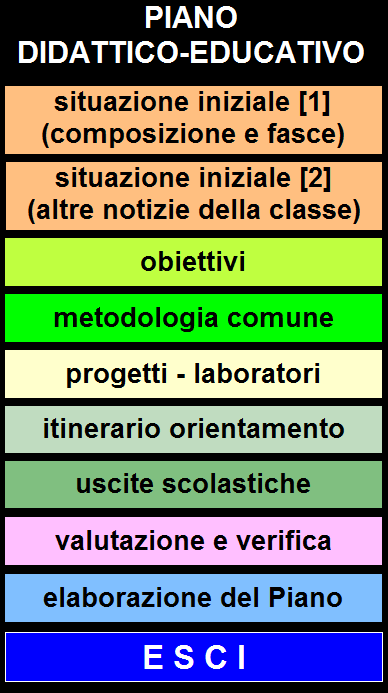 PIANO
DIDATTICO-EDUCATIVO
situazione iniziale [1]
(composizione e fasce)
situazione iniziale [2]
(altre notizie della classe)
obiettivi
metodologia comune
progetti - laboratori
itinerario orientamento
uscite scolastiche
valutazione e verifica
elaborazione del Piano
E S C I